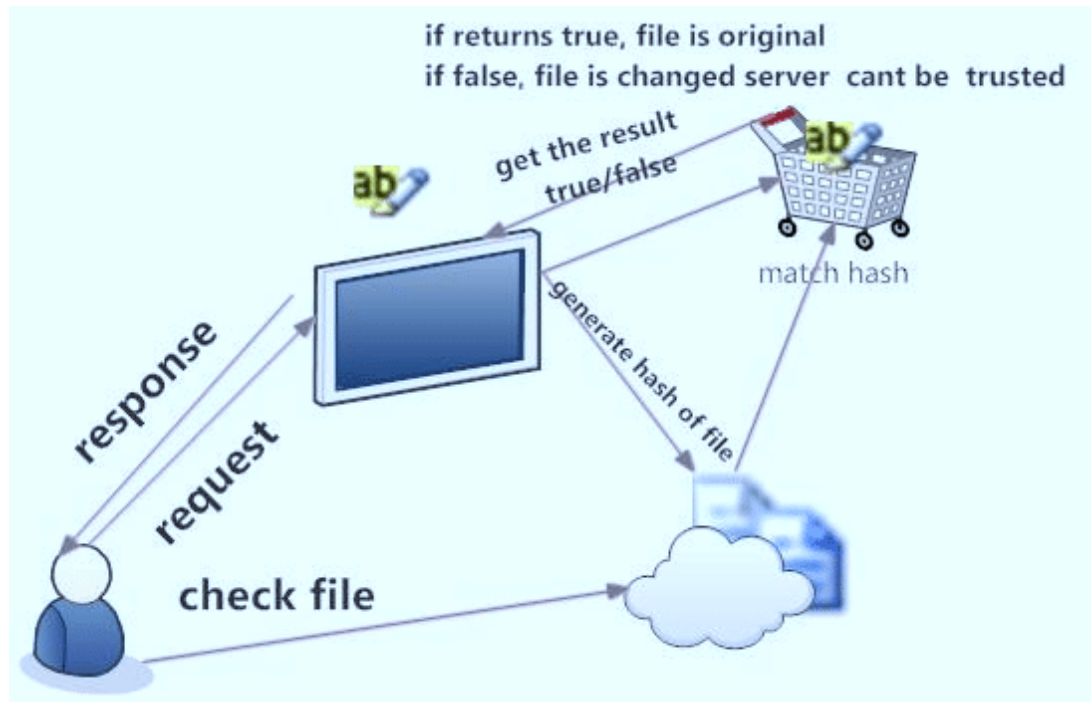 if returns true, file is original
if false, file is changed server cant be trusted
get the result
true/false
ab
ab
match hash
generate hash of file
response
request
check file